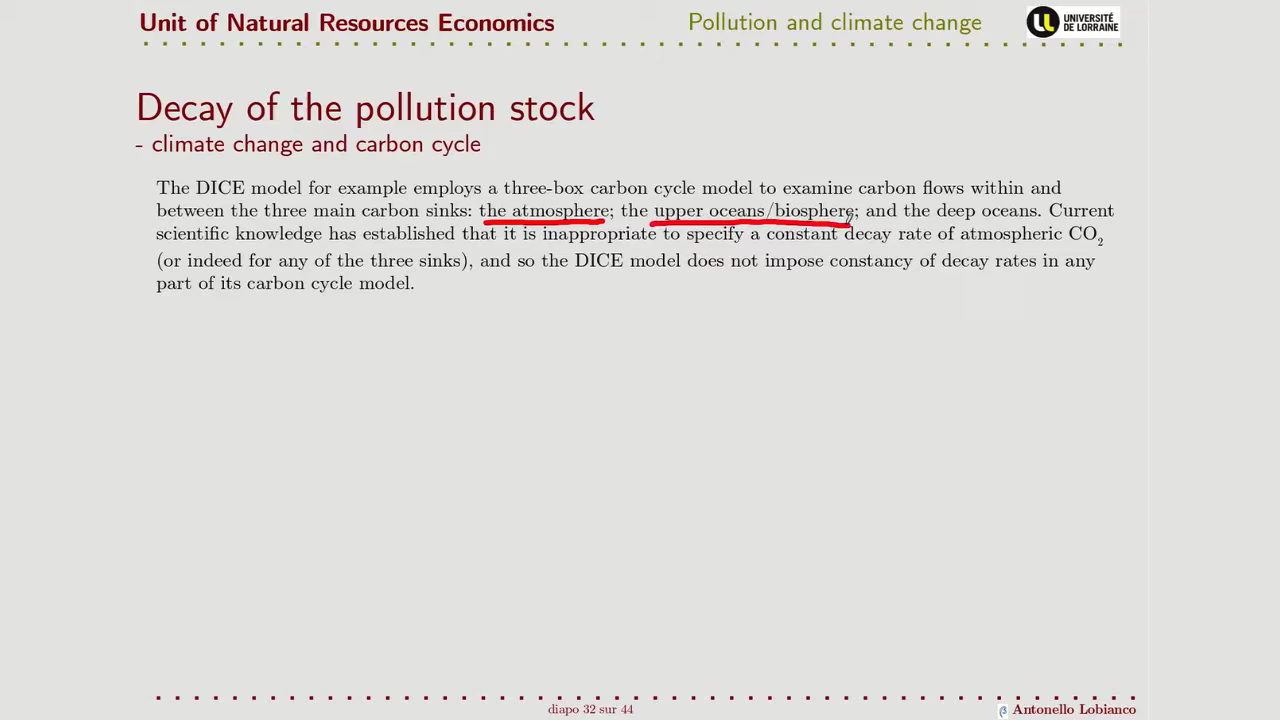 Unit of Natural Resources Economics
Pollution and climate change
UNIVERSITÉ
DE LORRAINE
Decay of the pollution stock
- climate change and carbon cycle
The DICE model for example employs a three-box carbon cycle model to examine carbon flows within and
between the three main carbon sinks: the atmosphere; the upper oceans/biosphere; and the deep oceans. Current
scientific knowledge has established that it is inappropriate to specify a constant decay rate of atmospheric CO₂
(or indeed for any of the three sinks), and so the DICE model does not impose constancy of decay rates in any
part of its carbon cycle model.
diapo 32 sur 44
β Antonello Lobianco